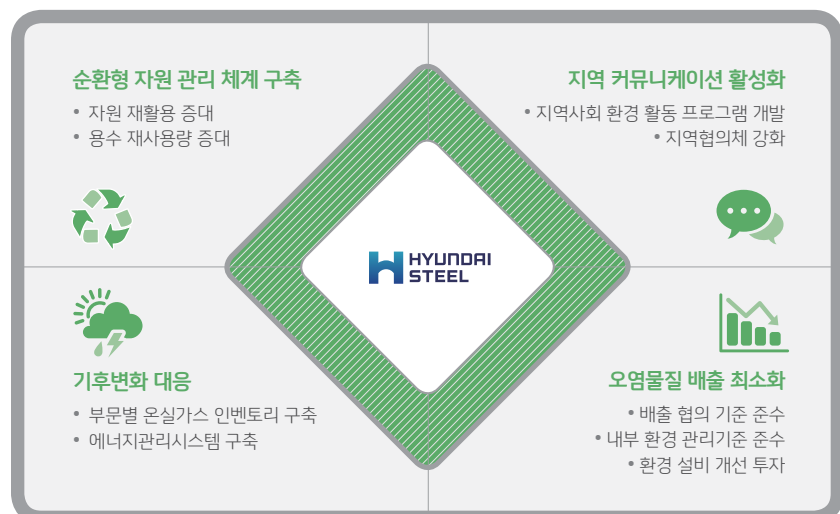 순환형 자원 관리 체계 구축
• 자원 재활용 증대
• 용수 재사용량 증대
지역 커뮤니케이션 활성화
• 지역사회 환경 활동 프로그램 개발
• 지역협의체 강화
HYUNDAI
STEEL
기후변화 대응
• 부문별 온실가스 인벤토리 구축
• 에너지관리시스템 구축
오염물질 배출 최소화
• 배출 협의 기준 준수
• 내부 환경 관리기준 준수
• 환경 설비 개선 투자